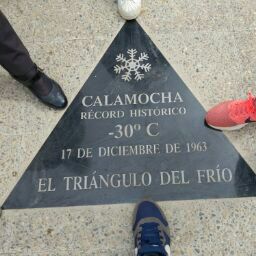 CALAMOCHA
RÉCORD HISTÓRICO
-30º C
17 DE DICIEMBRE DE 1963
EL TRIÁNGULO DEL FRÍO